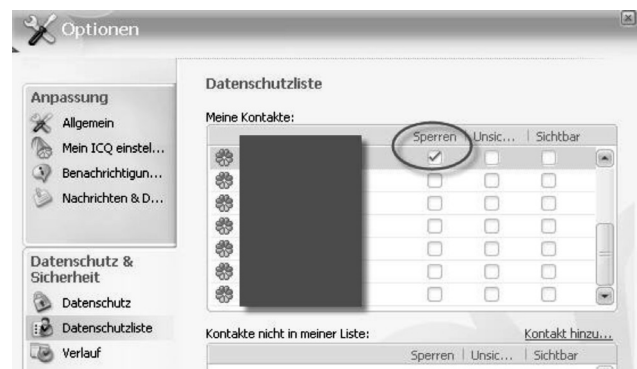 Optionen
Anpassung
Allgemein
Mein ICQ einstel...
Benachrichtigun...
Nachrichten & D...
Datenschutz &
Sicherheit
Datenschutz
Datenschutzliste
Verlauf
Datenschutzliste
Meine Kontakte:
Sperren Unsic... Sichtbar
Kontakte nicht in meiner Liste: Kontakt hinzu...
Sperren Unsic... Sichtbar